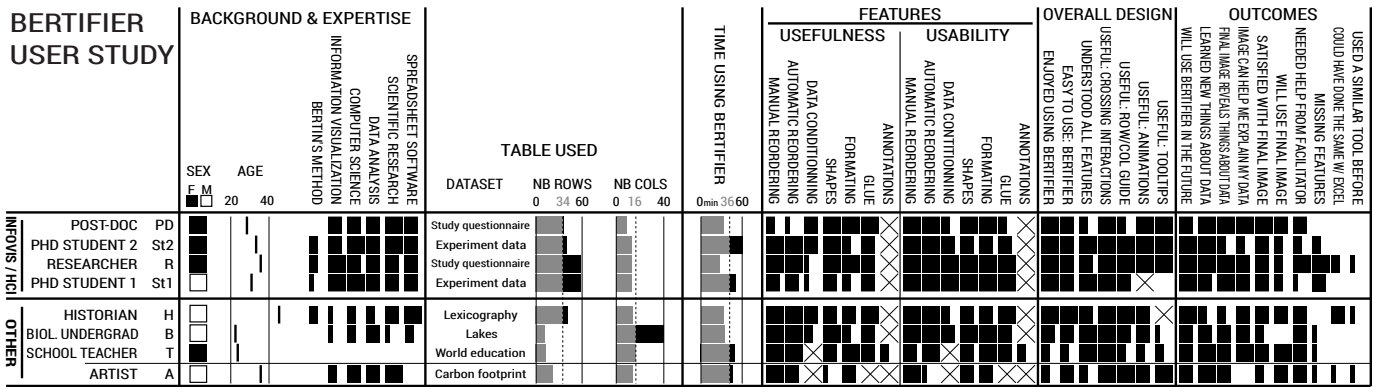 BERTIFIER
USER STUDY
BACKGROUND & EXPERTISE
SEX
F M
AGE
20 40
BERTIN'S METHOD
INFORMATION VISUALIZATION
COMPUTER SCIENCE
DATA ANALYSIS
SCIENTIFIC RESEARCH
SPREADSHEET SOFTWARE
TABLE USED
DATASET
NB ROWS
0 34 60
NB COLS
0 16 40
TIME USING BERTIFIER
0min 36 60
FEATURES
USEFULNESS
MANUAL REORDERING
AUTOMATIC REORDERING
DATA CONDITIONNING
SHAPES
FORMATING
GLUE
ANNOTATIONS
USABILITY
MANUAL REORDERING
AUTOMATIC REORDERING
DATA CONTITIONNING
SHAPES
FORMATING
GLUE
ANNOTATIONS
OVERALL DESIGN
ENJOYED USING BERTIFIER
EASY TO USE: BERTIFIER
UNDERSTOOD ALL FEATURES
USEFUL: CROSSING INTERACTIONS
USEFUL: ROW/COL GUIDE
USEFUL: ANIMATIONS
USEFUL: TOOLTIPS
OUTCOMES
WILL USE BERTIFIER IN THE FUTURE
LEARNED NEW THINGS ABOUT DATA
FINAL IMAGE REVEALS THINGS ABOUT DATA
IMAGE CAN HELP ME EXPLAIN MY DATA
SATISFIED WITH FINAL IMAGE
WILL USE FINAL IMAGE
NEEDED HELP FROM FACILITATOR
MISSING FEATURES
COULD HAVE DONE THE SAME W/ EXCEL
USED A SIMILAR TOOL BEFORE
INFOVIS / HCI
POST-DOC PD Study questionnaire
PHD STUDENT 2 St2 Experiment data
RESEARCHER R Study questionnaire
PHD STUDENT 1 St1 Experiment data
OTHER
HISTORIAN H Lexicography
BIOL. UNDERGRAD B Lakes
SCHOOL TEACHER T World education
ARTIST A Carbon footprint